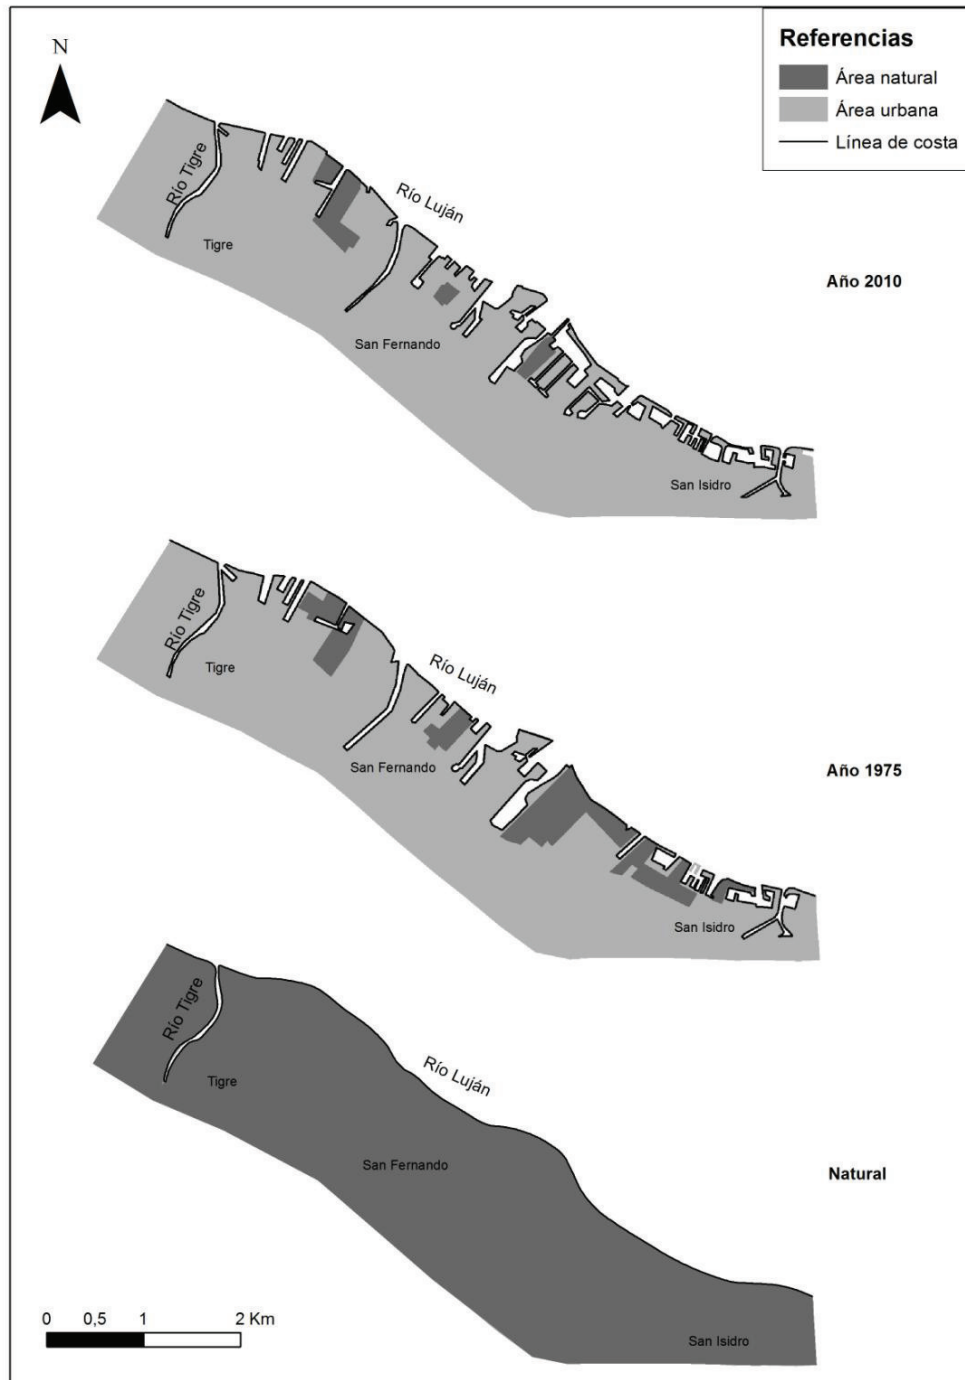 N
Referencias
Área natural
Área urbana
Línea de costa
Río Tigre
Río Luján
Tigre
Año 2010
San Fernando
San Isidro
Río Tigre
Río Luján
Tigre
San Fernando
Año 1975
San Isidro
Río Tigre
Río Luján
Tigre
San Fernando
Natural
0 0,5 1 2 Km
San Isidro